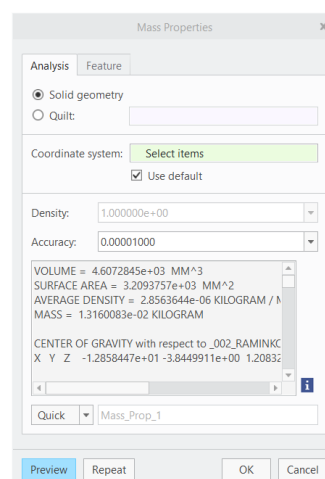 Mass Properties
Analysis Feature
Solid geometry
Quilt:
Coordinate system: Select items
Use default
Density: 1.000000e+00
Accuracy: 0.00001000
VOLUME = 4.6072845e+03 MM^3
SURFACE AREA = 3.2093757e+03 MM^2
AVERAGE DENSITY = 2.8563644e-06 KILOGRAM / M
MASS = 1.3160083e-02 KILOGRAM
CENTER OF GRAVITY with respect to _002_RAMINKO
X Y Z -1.2858447e+01 -3.8449911e+00 1.20832
Quick Mass_Prop_1
Preview Repeat OK Cancel